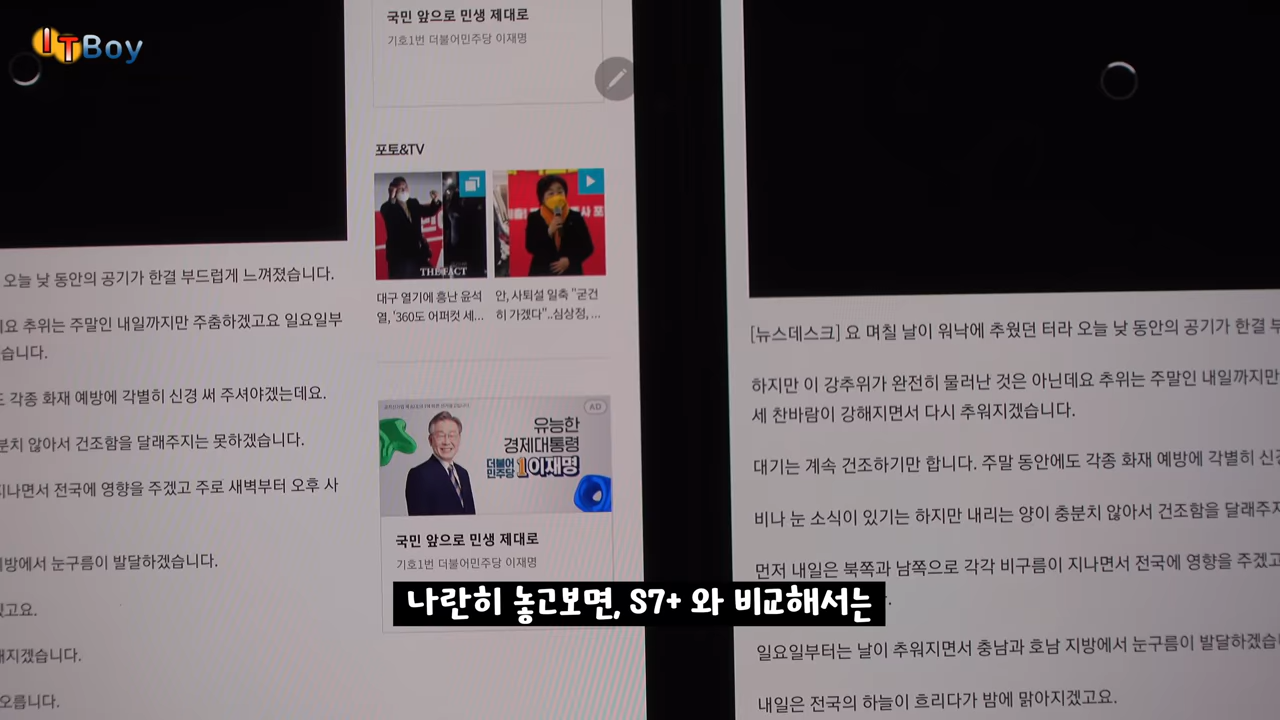 ITBoy
국민 앞으로 민생 제대로
기호1번 더불어민주당 이재명
포토&TV
THE FACT
대구 열기에 흥난 윤석
열, '360도 어퍼컷 세...
안, 사퇴설 일축 "굳건
히 가겠다"..심상정, ...
오늘 낮 동안의 공기가 한결 부드럽게 느껴졌습니다.
요 추위는 주말인 내일까지만 주춤하겠고요 일요일부
습니다.
각종 화재 예방에 각별히 신경 써 주셔야겠는데요.
분치 않아서 건조함을 달래주지는 못하겠습니다.
지나면서 전국에 영향을 주겠고 주로 새벽부터 오후 사
방에서 눈구름이 발달하겠습니다.
고요.
해지겠습니다.
오릅니다.
AD
유능한
경제대통령
더불어
민주당
1이재명
국민 앞으로 민생 제대로
기호1번 더불어민주당 이재명
[뉴스데스크] 요 며칠 날이 워낙에 추웠던 터라 오늘 낮 동안의 공기가 한결
하지만 이 강추위가 완전히 물러난 것은 아닌데요 추위는 주말인 내일까지만
세 찬바람이 강해지면서 다시 추워지겠습니다.
대기는 계속 건조하기만 합니다. 주말 동안에도 각종 화재 예방에 각별히 신
비나 눈 소식이 있기는 하지만 내리는 양이 충분치 않아서 건조함을 달래주지
먼저 내일은 북쪽과 남쪽으로 각각 비구름이 지나면서 전국에 영향을 주겠고
일요일부터는 날이 추워지면서 충남과 호남 지방에서 눈구름이 발달하겠습
내일은 전국의 하늘이 흐리다가 밤에 맑아지겠고요.
나란히 놓고보면, S7+ 와 비교해서는